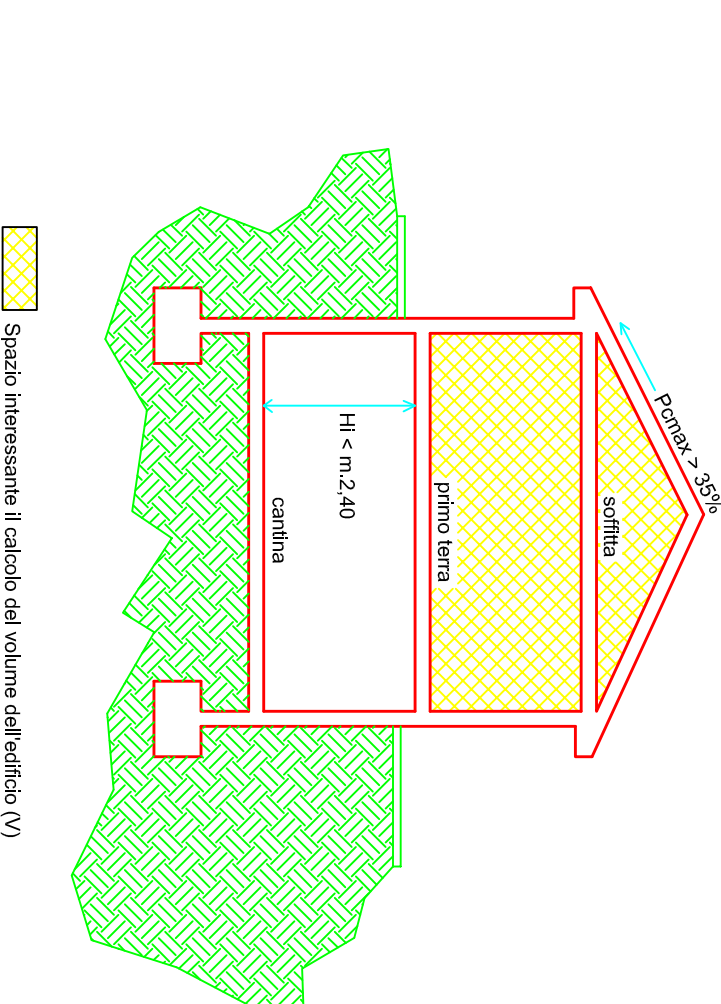 Pcmax > 35%
soffitta
primo terra
Hi < m.2,40
cantina
Spazio interessante il calcolo del volume dell'edificio (V)